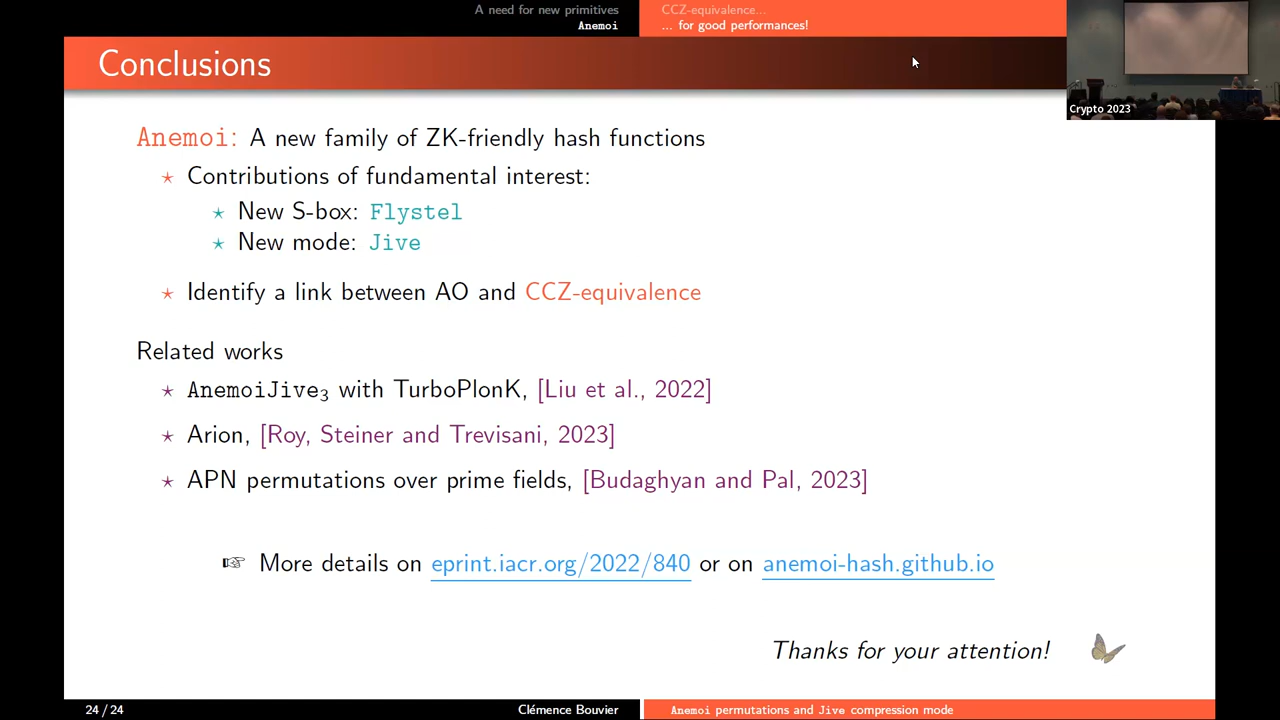 A need for new primitives
Anemoi
CCZ-equivalence...
... for good performances!
Conclusions
Crypto 2023
Anemoi: A new family of ZK-friendly hash functions
⋆ Contributions of fundamental interest:
⋆ New S-box: Flystel
⋆ New mode: Jive
⋆ Identify a link between AO and CCZ-equivalence
Related works
⋆ AnemoiJive₃ with TurboPlonK, [Liu et al., 2022]
⋆ Arion, [Roy, Steiner and Trevisani, 2023]
⋆ APN permutations over prime fields, [Budaghyan and Pal, 2023]
☞ More details on eprint.iacr.org/2022/840 or on anemoi-hash.github.io
Thanks for your attention!
24 / 24
Clémence Bouvier
Anemoi permutations and Jive compression mode